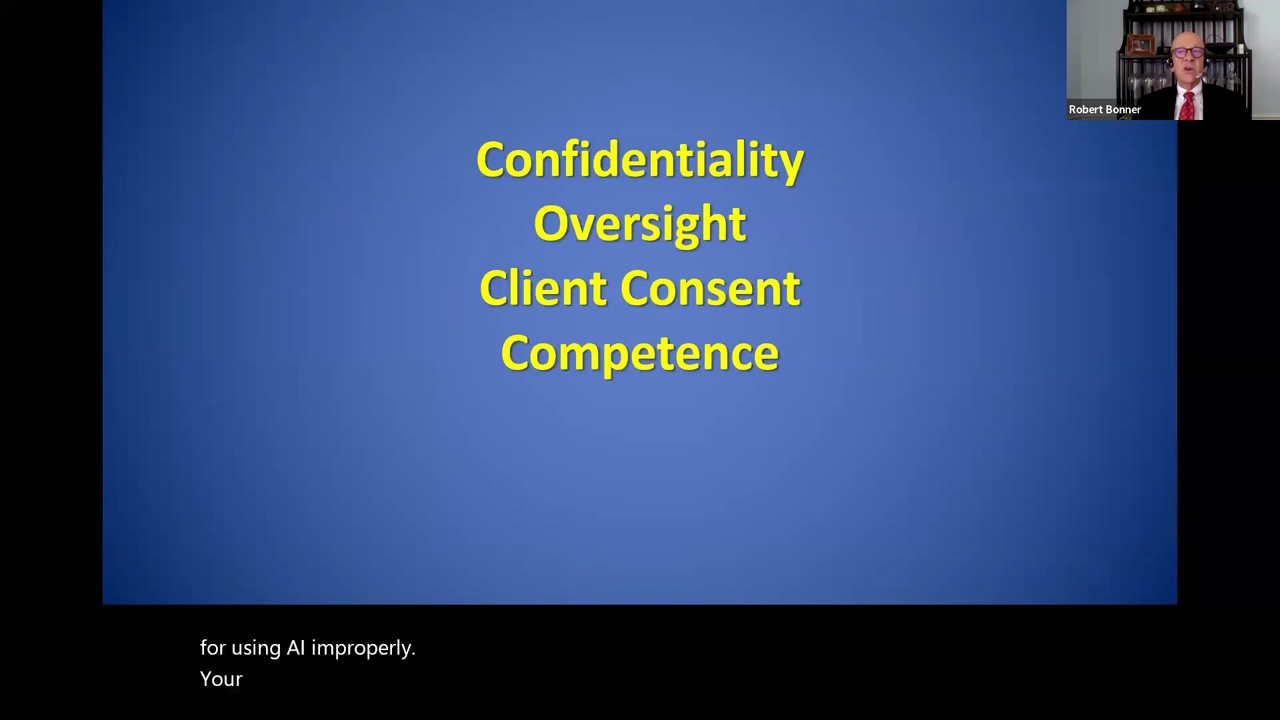 Confidentiality
Oversight
Client Consent
Competence
Robert Bonner
for using AI improperly.
Your